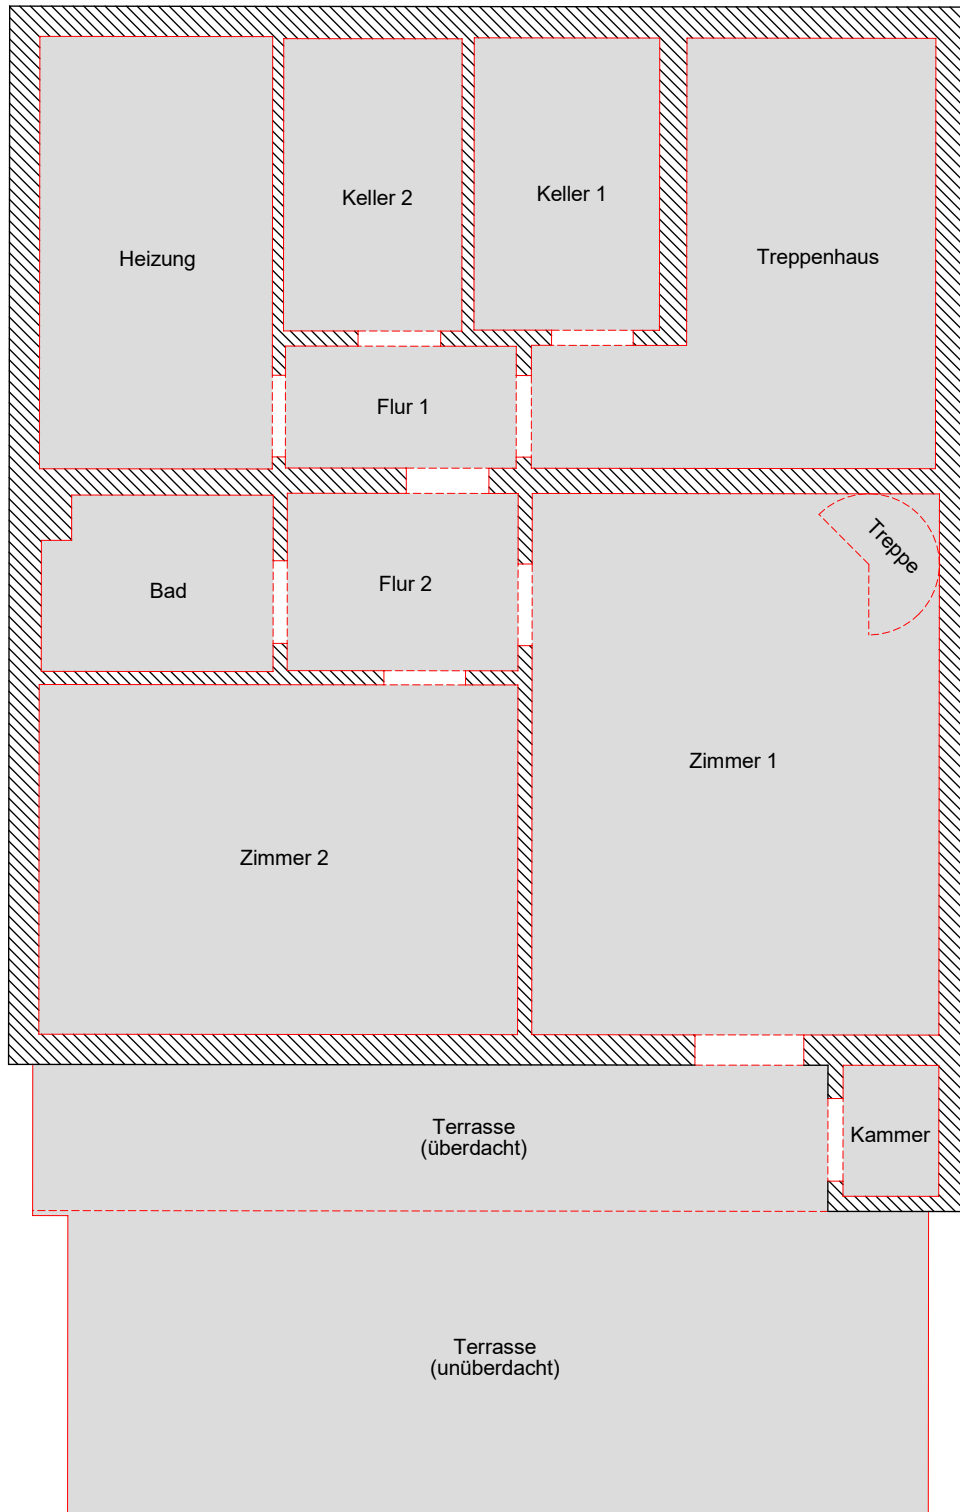 Keller 2
Keller 1
Heizung
Treppenhaus
Flur 1
Treppe
Bad
Flur 2
Zimmer 1
Zimmer 2
Terrasse
(überdacht)
Kammer
Terrasse
(unüberdacht)